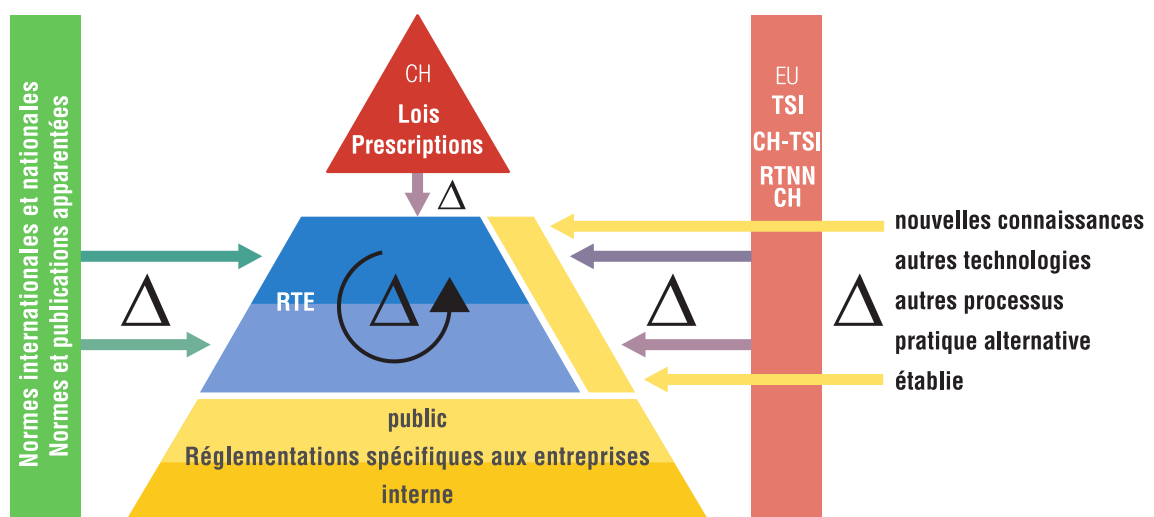 Normes internationales et nationales
Normes et publications apparentées
CH
Lois
Prescriptions
Δ
EU
TSI
CH-TSI
RTNN
CH
Δ
RTE
Δ
Δ
Δ
nouvelles connaissances
autres technologies
autres processus
pratique alternative
établie
public
Réglementations spécifiques aux entreprises
interne